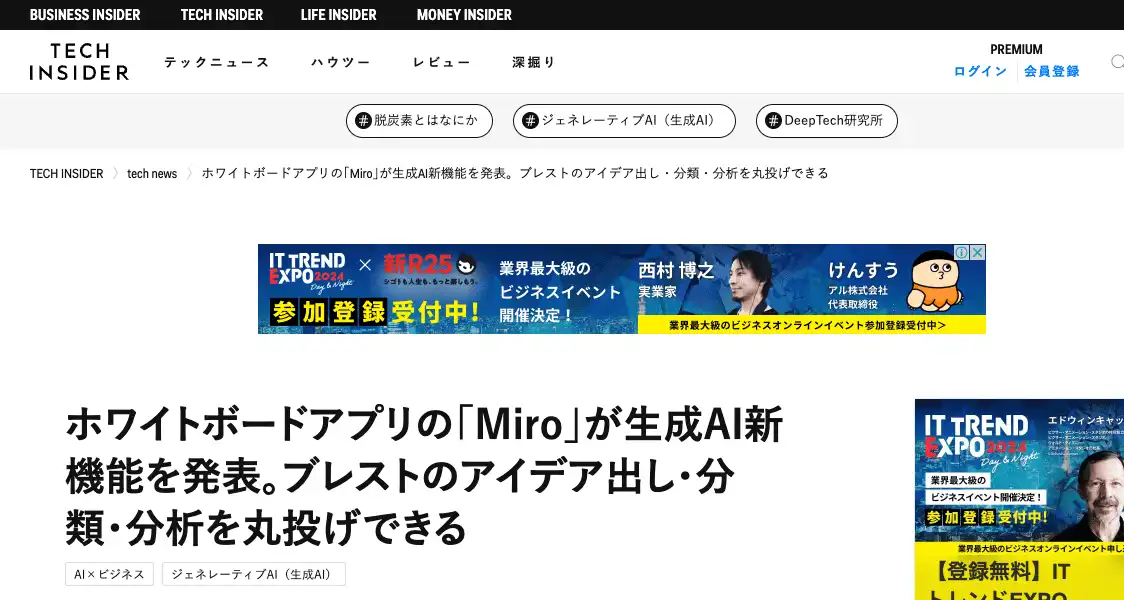 BUSINESS INSIDER
TECH INSIDER
LIFE INSIDER
MONEY INSIDER
TECH
INSIDER
テックニュース
ハウツー
レビュー
深掘り
PREMIUM
ログイン
会員登録
#脱炭素とはなにか
#ジェネレーティブAI（生成AI）
#DeepTech研究所
TECH INSIDER 〉 tech news 〉 ホワイトボードアプリの「Miro」が生成AI新機能を発表。ブレストのアイデア出し・分類・分析を丸投げできる
IT TREND
EXPO 2024
Day & Night
×
新R25
シゴトも人生も、もっと楽しもう。
参加登録受付中!
業界最大級の
ビジネスイベント
開催決定！
西村 博之
実業家
けんすう
アル株式会社
代表取締役
業界最大級のビジネスオンラインイベント参加登録受付中＞
ホワイトボードアプリの「Miro」が生成AI新
機能を発表。ブレストのアイデア出し・分
類・分析を丸投げできる
AI×ビジネス
ジェネレーティブAI（生成AI）
IT TREND
EXPO 2024
Day & Night
エドウィンキャッ
業界最大級の
ビジネスイベント開催決定！
参加登録受付中!
業界最大級のビジネスオンラインイベント申し
【登録無料】IT
トレンドEXPO